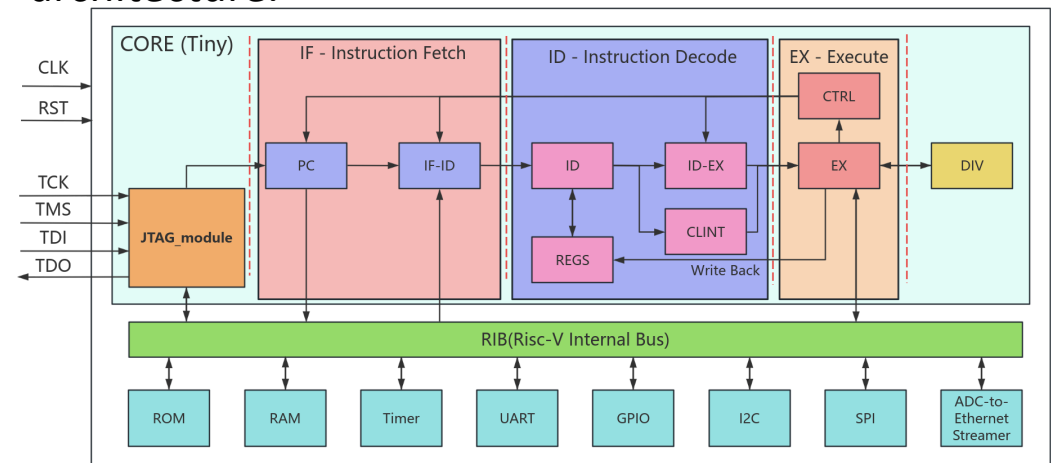 architecture:
CORE (Tiny)
IF - Instruction Fetch
ID - Instruction Decode
EX - Execute
CLK
RST
CTRL
PC
IF-ID
ID
ID-EX
EX
DIV
TCK
TMS
TDI
TDO
JTAG_module
CLINT
REGS
Write Back
RIB(Risc-V Internal Bus)
ROM
RAM
Timer
UART
GPIO
I2C
SPI
ADC-to-
Ethernet
Streamer